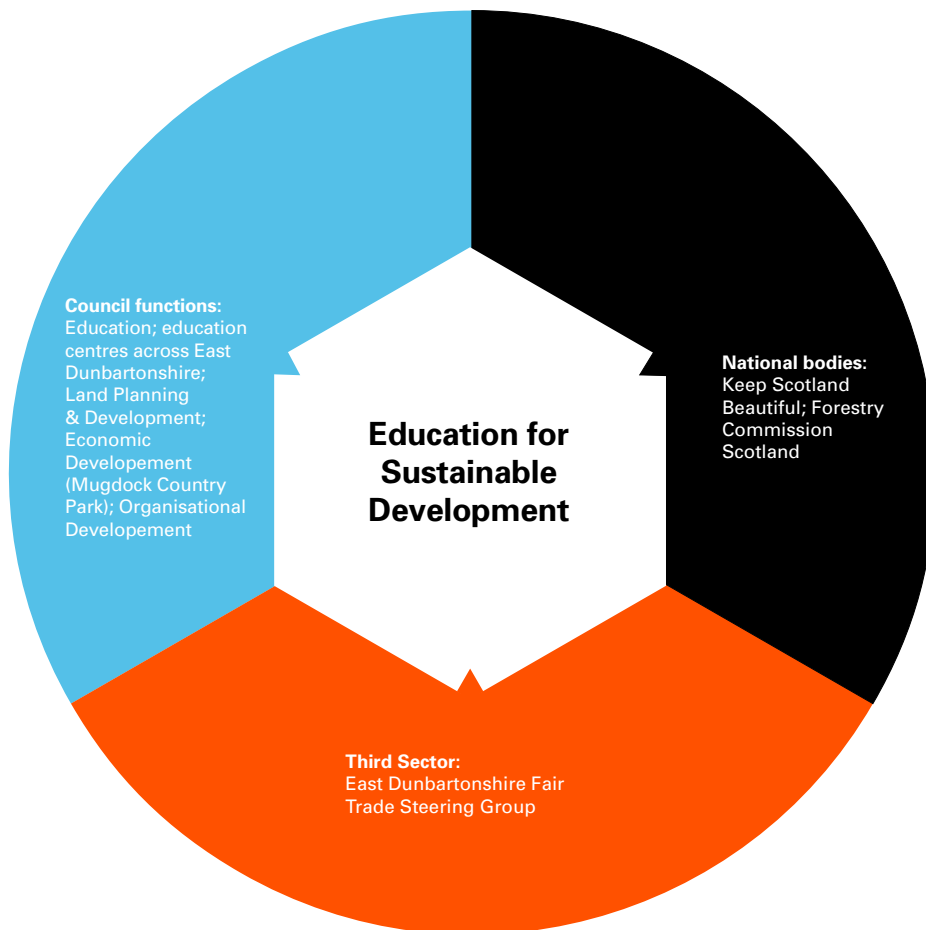 Council functions:
Education; education
centres across East
Dunbartonshire;
Land Planning
& Development;
Economic
Developement
(Mugdock Country
Park); Organisational
Developement
Education for
Sustainable
Development
National bodies:
Keep Scotland
Beautiful; Forestry
Commission
Scotland
Third Sector:
East Dunbartonshire Fair
Trade Steering Group